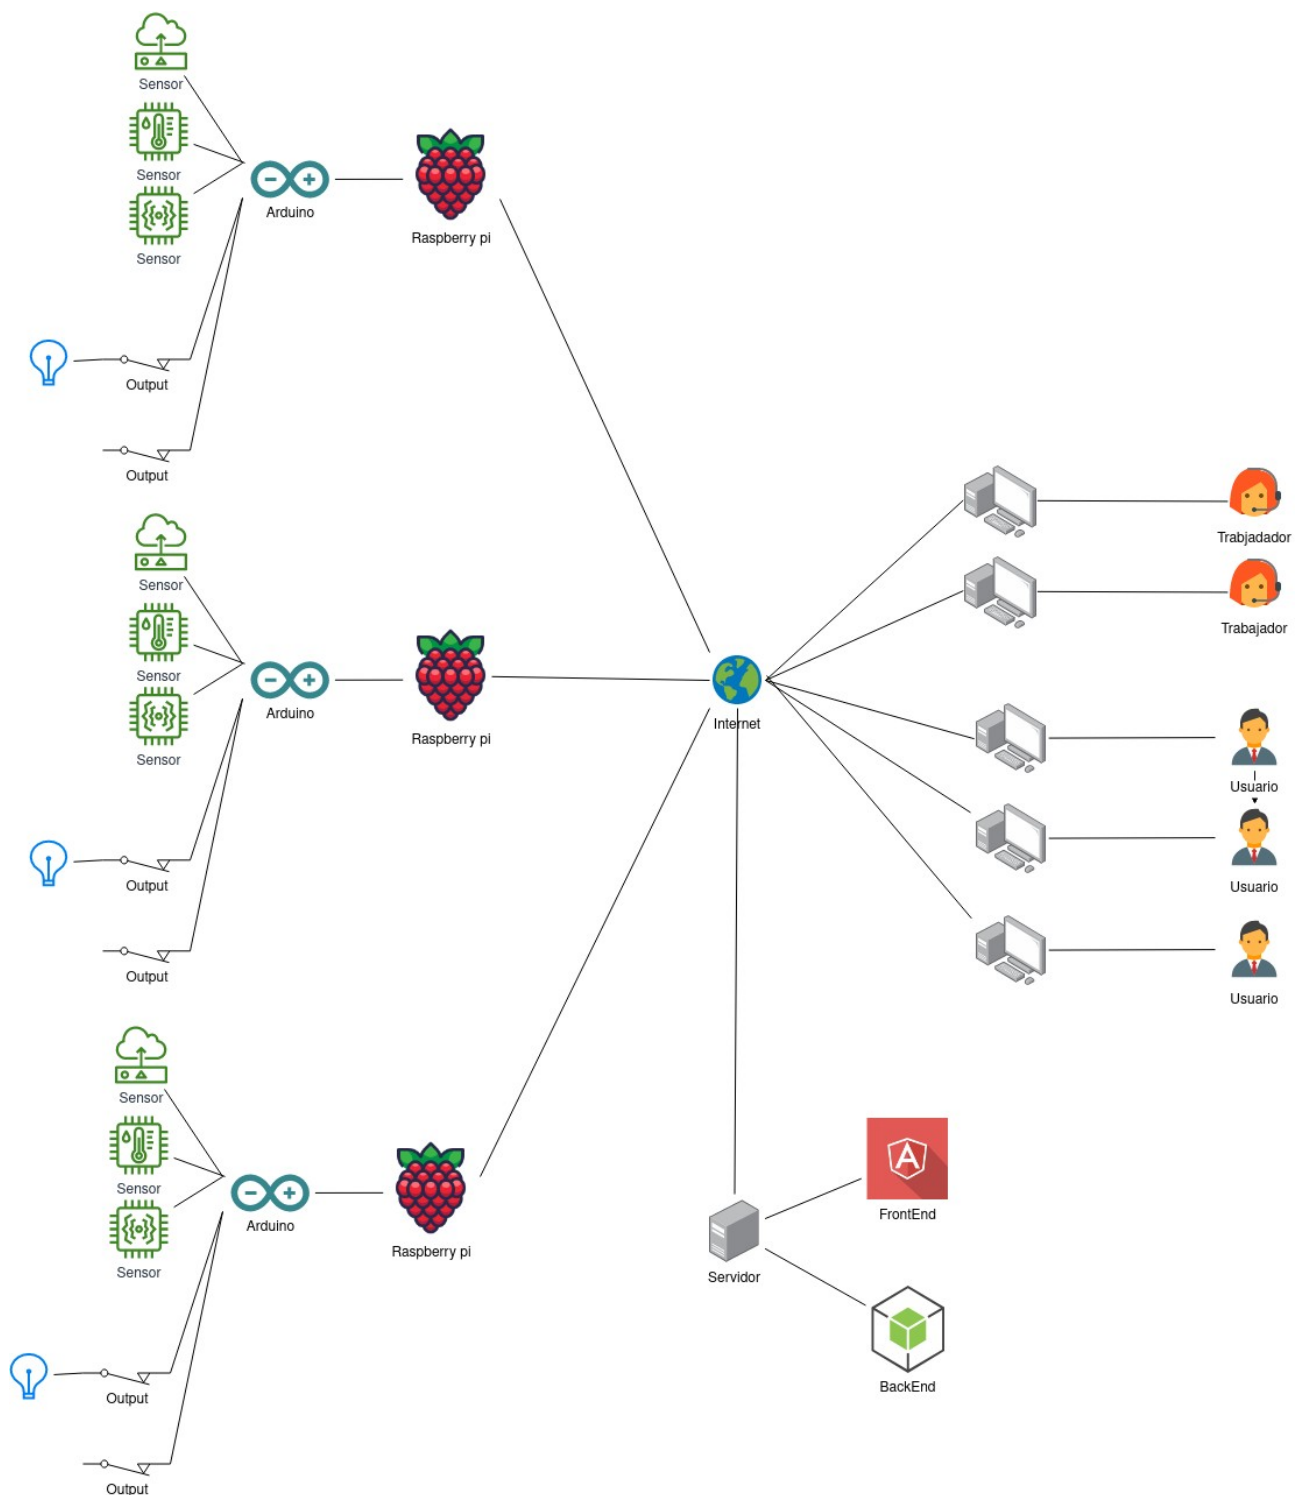 Sensor
Sensor
Sensor
Arduino
Raspberry pi
Output
Output
Sensor
Sensor
Sensor
Arduino
Raspberry pi
Output
Output
Sensor
Sensor
Sensor
Arduino
Raspberry pi
Output
Output
Internet
Trabjadador
Trabajador
Usuario
Usuario
Usuario
Servidor
FrontEnd
BackEnd